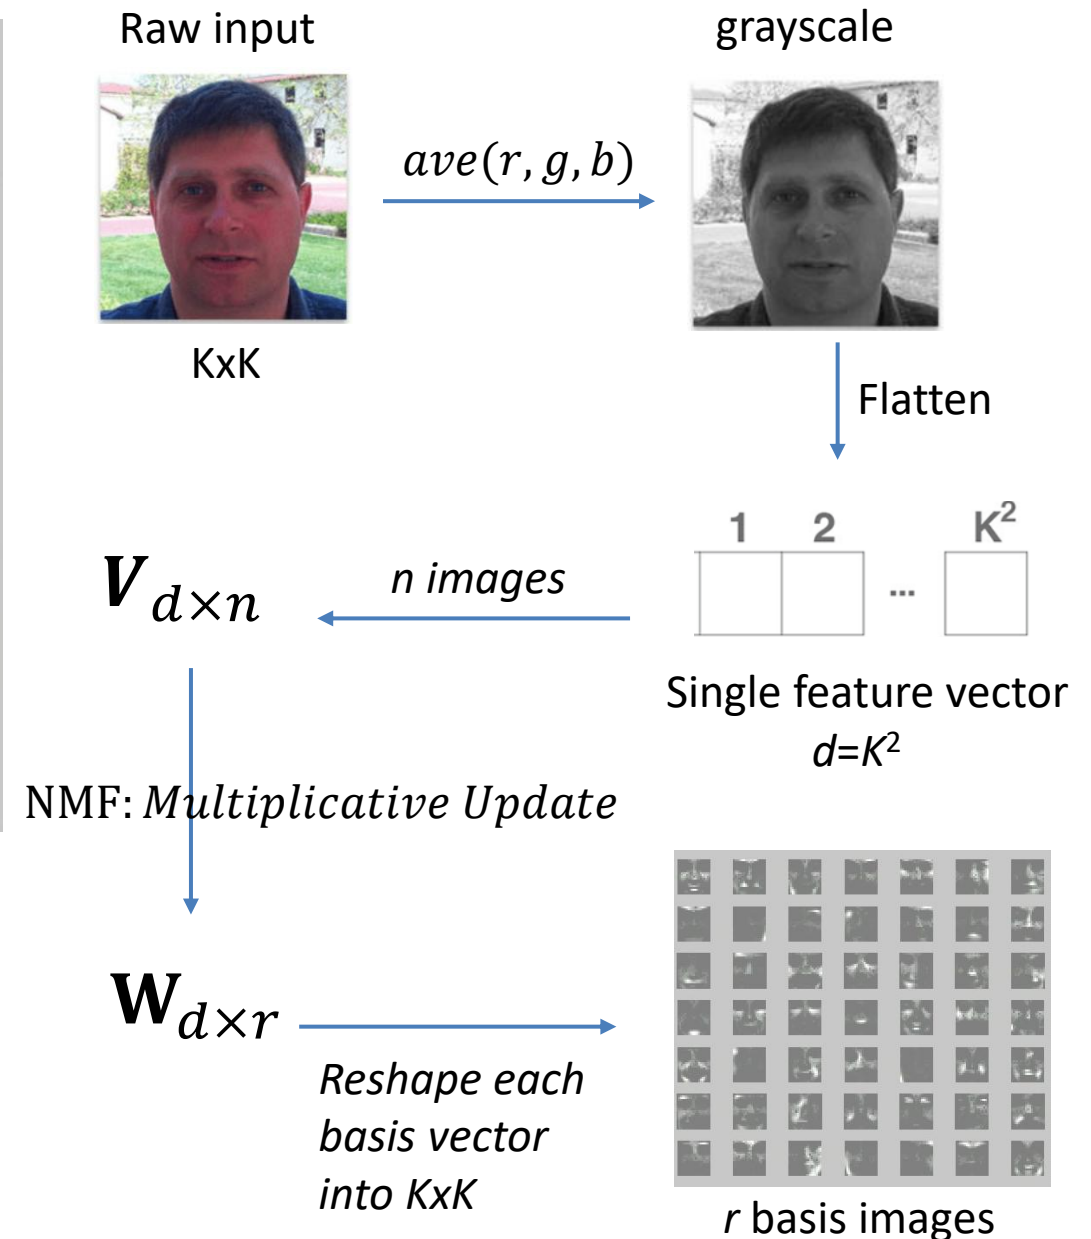 Raw input
grayscale
ave(r, g, b)
KxK
Flatten
1 2 ... K²
V d×n
n images
Single feature vector
d=K²
NMF: Multiplicative Update
W d×r
Reshape each
basis vector
into KxK
r basis images